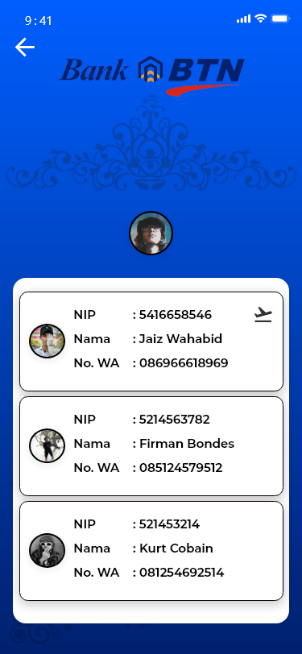 9:41
Bank BTN
NIP : 5416658546
Nama : Jaiz Wahabid
No. WA : 086966618969
NIP : 5214563782
Nama : Firman Bondes
No. WA : 085124579512
NIP : 521453214
Nama : Kurt Cobain
No. WA : 081254692514